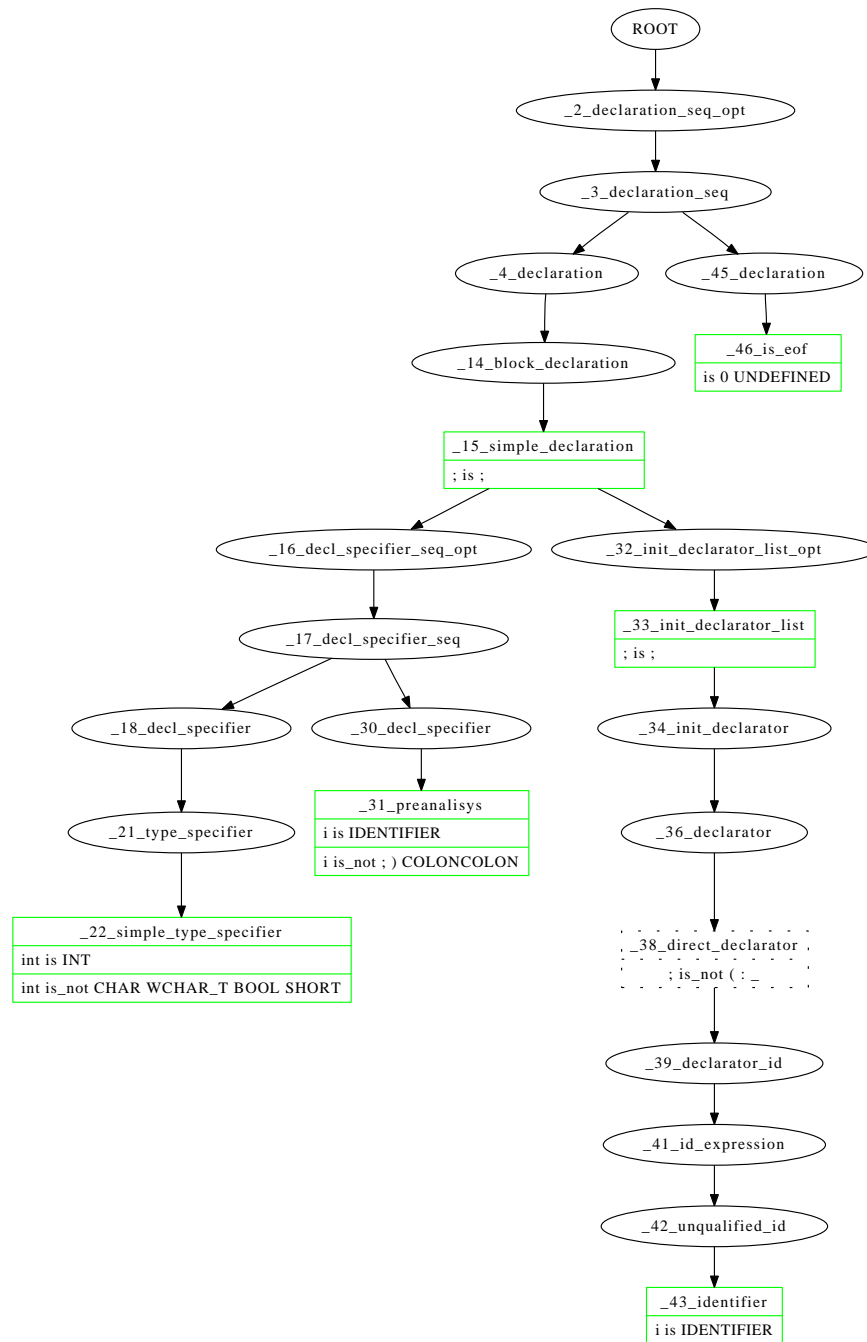 ROOT
_2_declaration_seq_opt
_3_declaration_seq
_4_declaration
_45_declaration
_14_block_declaration
_46_is_eof
is 0 UNDEFINED
_15_simple_declaration
; is ;
_16_decl_specifier_seq_opt
_32_init_declarator_list_opt
_17_decl_specifier_seq
_33_init_declarator_list
; is ;
_18_decl_specifier
_30_decl_specifier
_34_init_declarator
_31_preanalisys
i is IDENTIFIER
i is_not ; ) COLONCOLON
_21_type_specifier
_36_declarator
_22_simple_type_specifier
int is INT
int is_not CHAR WCHAR_T BOOL SHORT
_38_direct_declarator
; is_not ( : _
_39_declarator_id
_41_id_expression
_42_unqualified_id
_43_identifier
i is IDENTIFIER